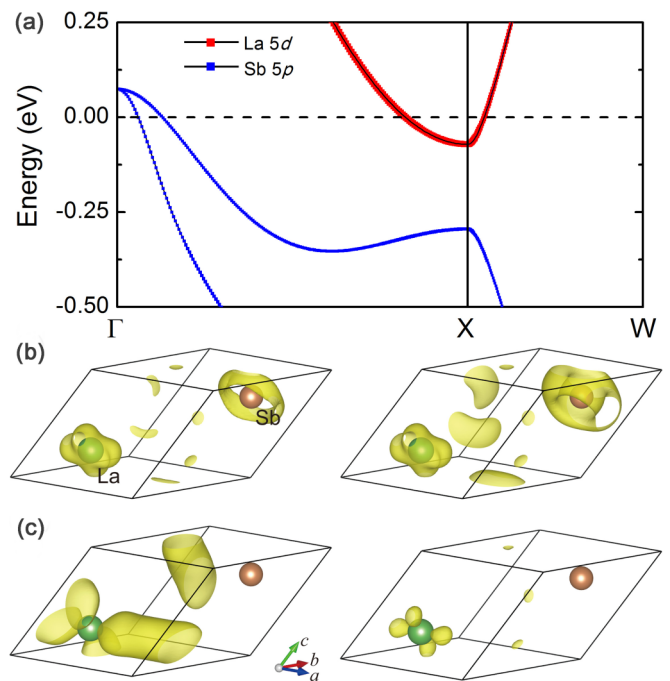 (a)
0.25
La 5d
Sb 5p
0.00
-0.25
-0.50
Energy (eV)
Γ X W
(b)
Sb
La
(c)
c
b
a